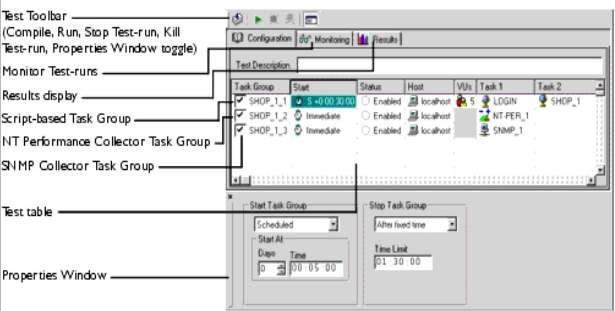 Test Toolbar
(Compile, Run, Stop Test-run, Kill
Test-run, Properties Window toggle)
Monitor Test-runs
Results display
Script-based Task Group
NT Performance Collector Task Group
SNMP Collector Task Group
Test table
Properties Window
Configuration Monitoring Results
Test Description
Task Group Start Status Host VUs Task 1 Task 2
SHOP_1_1 S +0 00:30:00 Enabled localhost 5 LOGIN SHOP_1
SHOP_1_2 Immediate Enabled localhost NT-PER_1
SHOP_1_3 Immediate Enabled localhost SNMP_1
Start Task Group Stop Task Group
Scheduled After fixed time
Start At
Days Time Time Limit
0 00:05:00 01:30:00